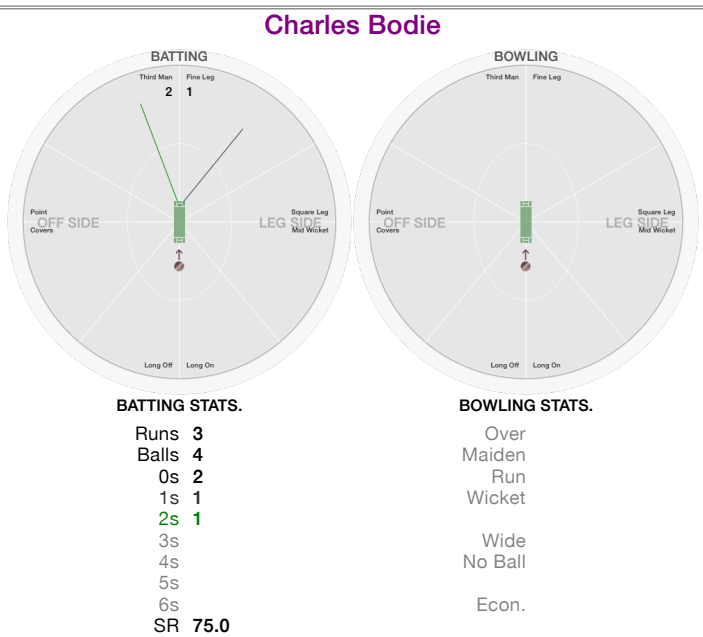 Charles Bodie
BATTING
Third Man Fine Leg
2 1
Point
OFF SIDE
Covers
Square Leg
LEG SIDE
Mid Wicket
Long Off Long On
BOWLING
Third Man Fine Leg
Point
OFF SIDE
Covers
Square Leg
LEG SIDE
Mid Wicket
Long Off Long On
BATTING STATS.
Runs 3
Balls 4
0s 2
1s 1
2s 1
3s
4s
5s
6s
SR 75.0
BOWLING STATS.
Over
Maiden
Run
Wicket
Wide
No Ball
Econ.